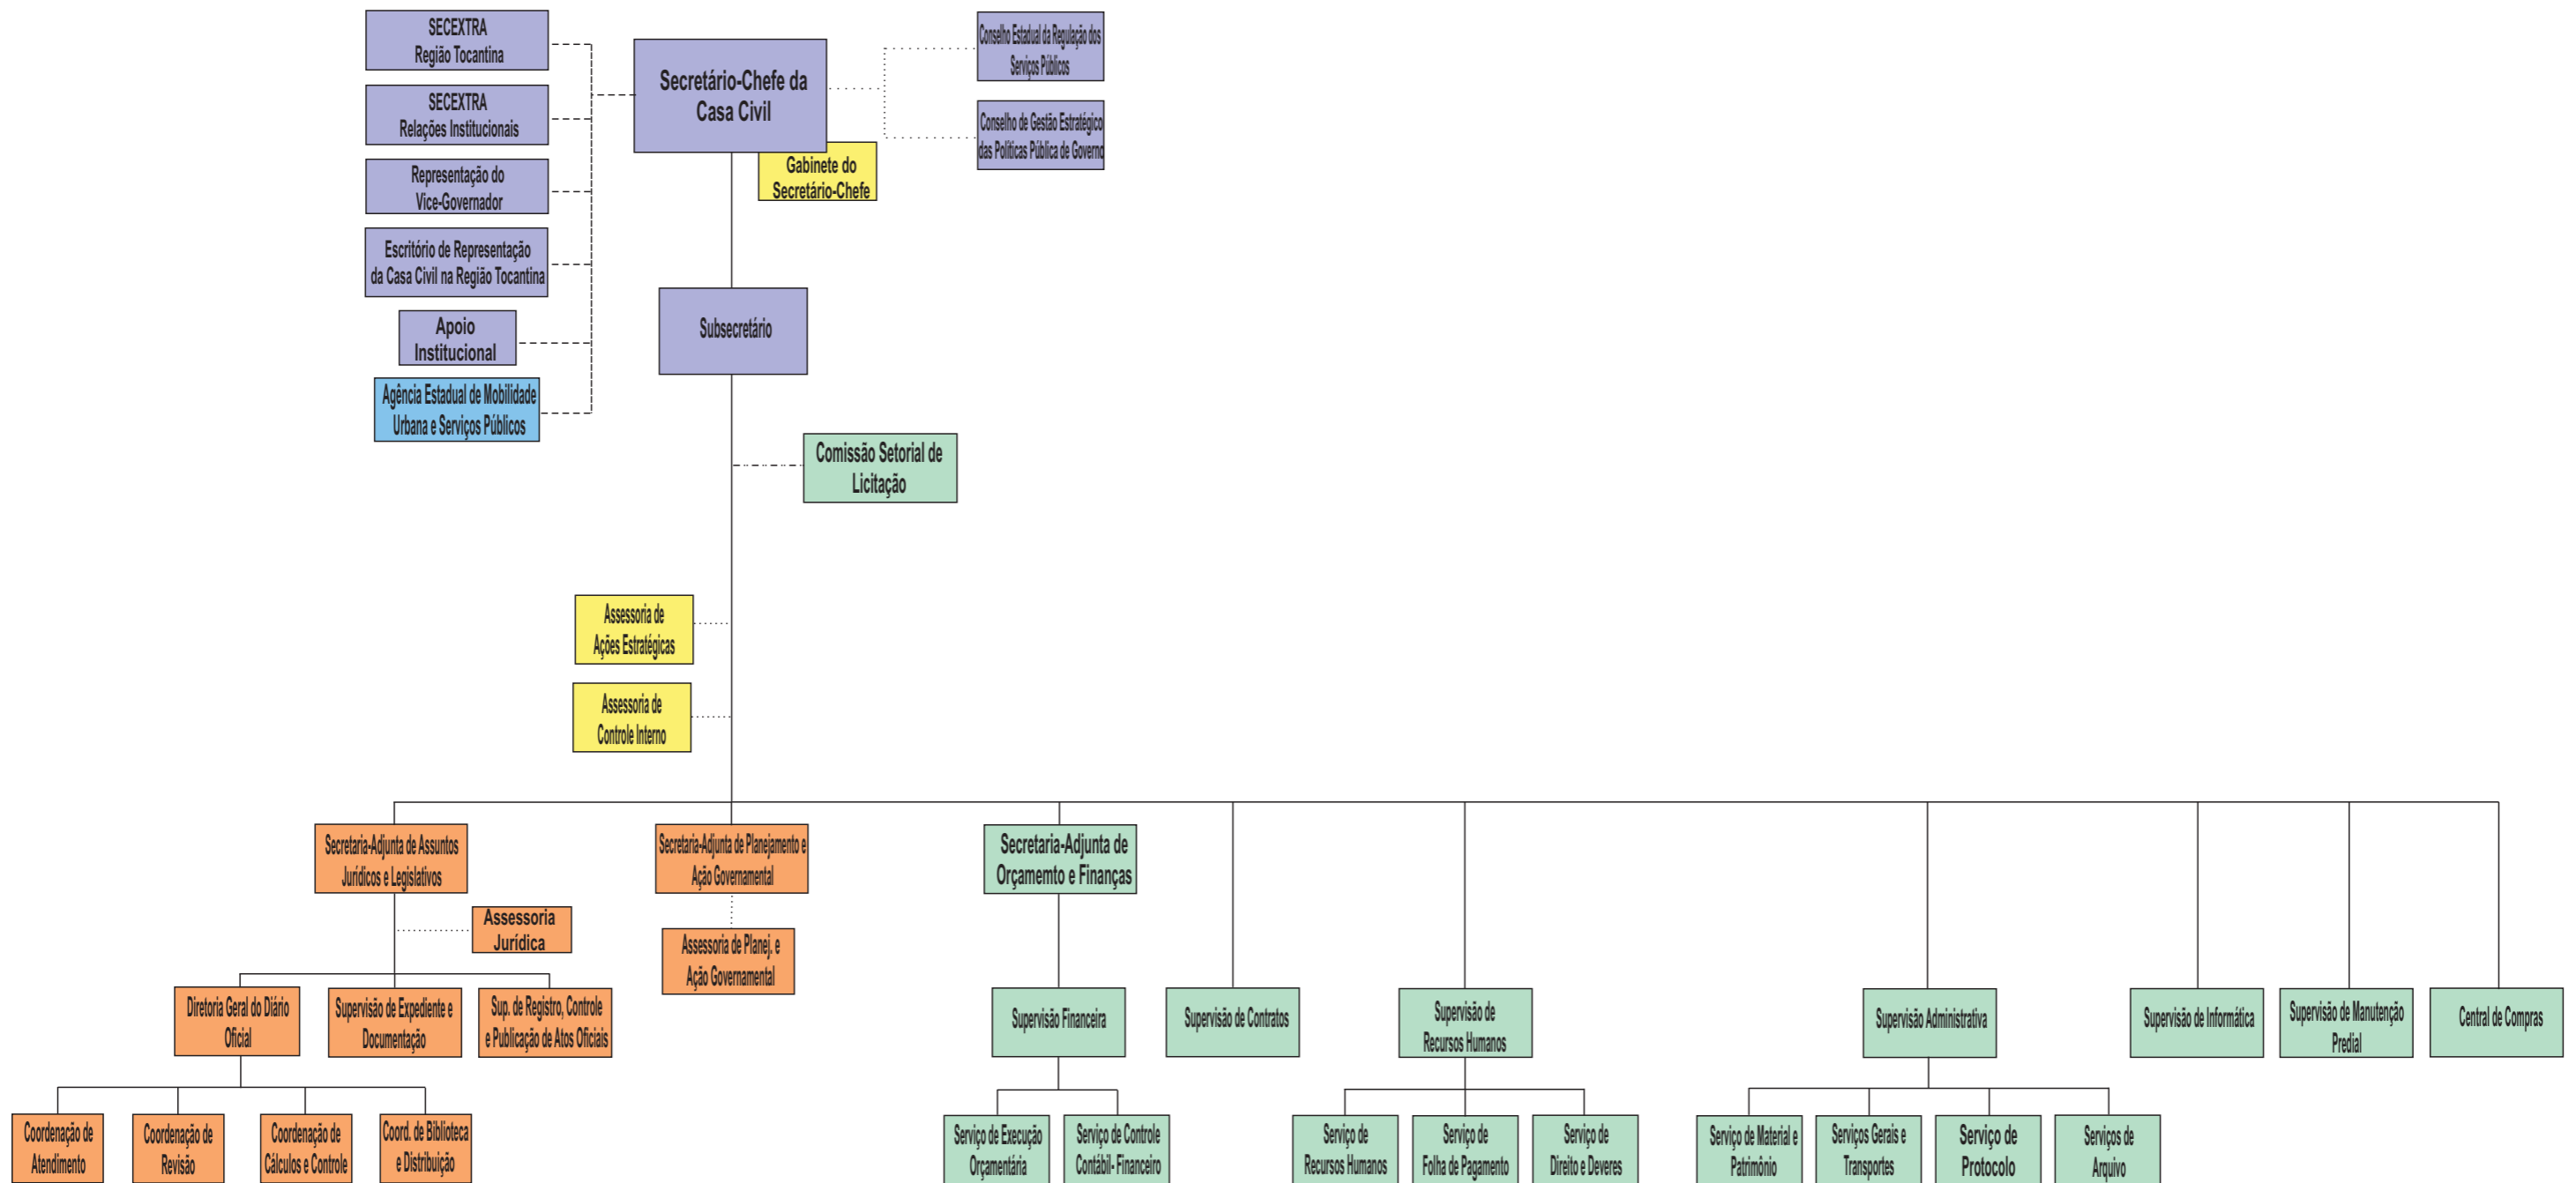 SECEXTRA
Região Tocantina
SECEXTRA
Relações Institucionais
Representação do
Vice-Governador
Escritório de Representação
da Casa Civil na Região Tocantina
Apoio
Institucional
Agência Estadual de Mobilidade
Urbana e Serviços Públicos
Secretário-Chefe da
Casa Civil
Gabinete do
Secretário-Chefe
Conselho Estadual da Regulação dos
Serviços Públicos
Conselho de Gestão Estratégico
das Políticas Pública de Governo
Subsecretário
Comissão Setorial de
Licitação
Assessoria de
Ações Estratégicas
Assessoria de
Controle Interno
Secretaria-Adjunta de Assuntos
Jurídicos e Legislativos
Secretaria-Adjunta de Planejamento e
Ação Governamental
Secretaria-Adjunta de
Orçamemto e Finanças
Assessoria
Jurídica
Assessoria de Planej. e
Ação Governamental
Diretoria Geral do Diário
Oficial
Supervisão de Expediente e
Documentação
Sup. de Registro, Controle
e Publicação de Atos Oficiais
Supervisão Financeira
Supervisão de Contratos
Supervisão de
Recursos Humanos
Supervisão Administrativa
Supervisão de Informática
Supervisão de Manutenção
Predial
Central de Compras
Coordenação de
Atendimento
Coordenação de
Revisão
Coordenação de
Cálculos e Controle
Coord. de Biblioteca
e Distribuição
Serviço de Execução
Orçamentária
Serviço de Controle
Contábil- Financeiro
Serviço de
Recursos Humanos
Serviço de
Folha de Pagamento
Serviço de
Direito e Deveres
Serviço de Material e
Patrimônio
Serviços Gerais e
Transportes
Serviço de
Protocolo
Serviços de
Arquivo